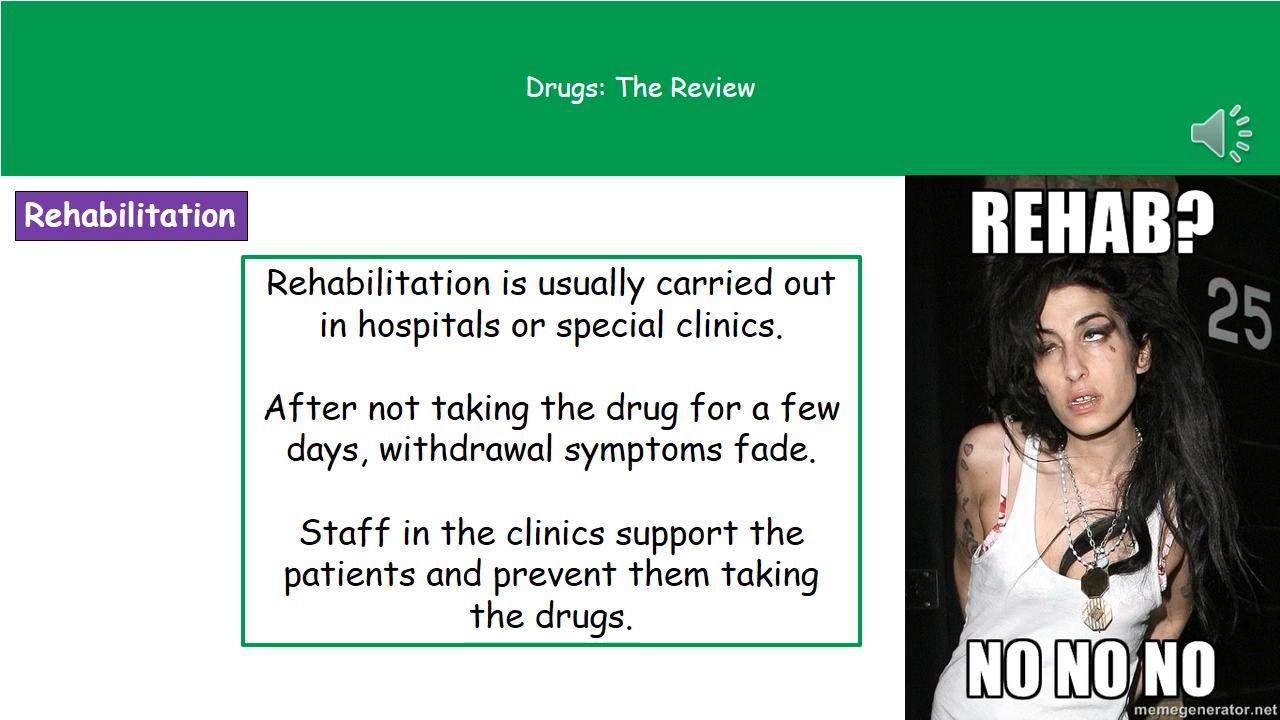 Drugs: The Review
Rehabilitation
Rehabilitation is usually carried out
in hospitals or special clinics.
After not taking the drug for a few
days, withdrawal symptoms fade.
Staff in the clinics support the
patients and prevent them taking
the drugs.
REHAB?
25
NO NO NO
memegenerator.net